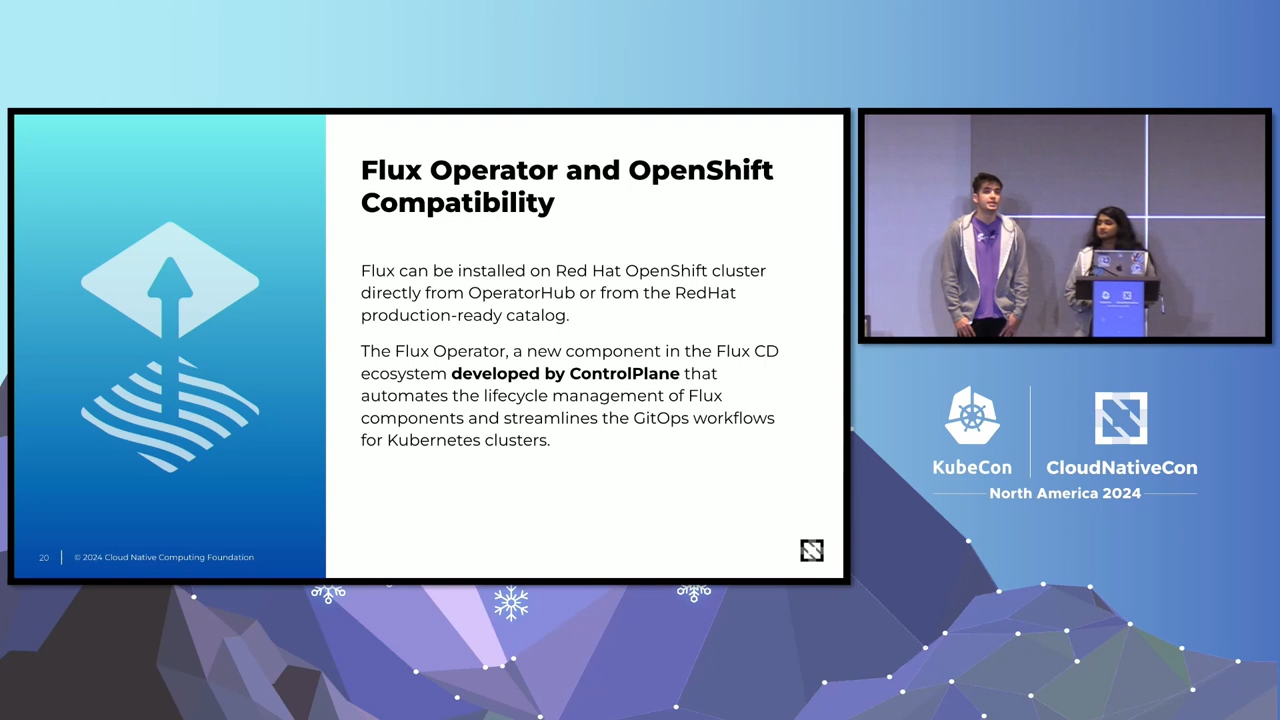 Flux Operator and OpenShift
Compatibility
Flux can be installed on Red Hat OpenShift cluster
directly from OperatorHub or from the RedHat
production-ready catalog.
The Flux Operator, a new component in the Flux CD
ecosystem developed by ControlPlane that
automates the lifecycle management of Flux
components and streamlines the GitOps workflows
for Kubernetes clusters.
20
© 2024 Cloud Native Computing Foundation
KubeCon
CloudNativeCon
North America 2024